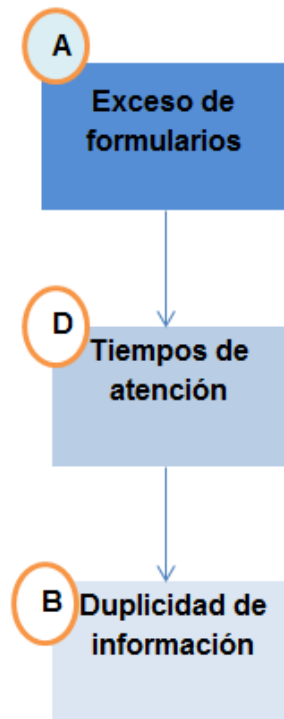 A
Exceso de
formularios
D
Tiempos de
atención
B
Duplicidad de
información